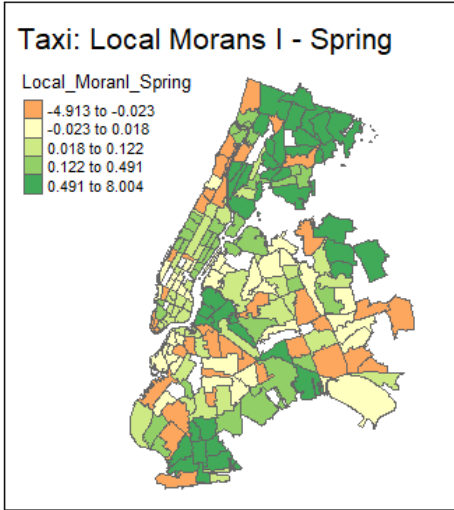 Taxi: Local Morans I - Spring
Local_MoranI_Spring
-4.913 to -0.023
-0.023 to 0.018
0.018 to 0.122
0.122 to 0.491
0.491 to 8.004